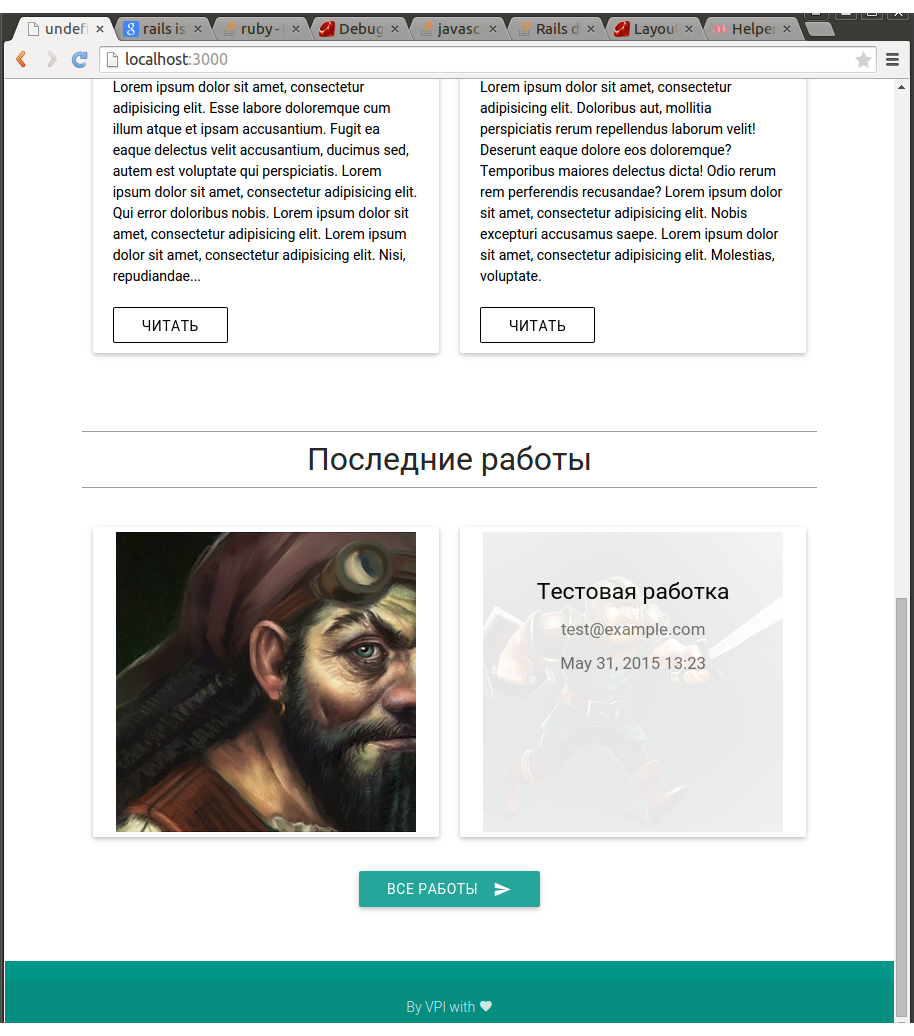 undef
rails is
ruby -
Debug
javasc
Rails d
Layou
Helpe
localhost:3000
Lorem ipsum dolor sit amet, consectetur
adipisicing elit. Esse labore doloremque cum
illum atque et ipsam accusantium. Fugit ea
eaque delectus velit accusantium, ducimus sed,
autem est voluptate qui perspiciatis. Lorem
ipsum dolor sit amet, consectetur adipisicing elit.
Qui error doloribus nobis. Lorem ipsum dolor sit
amet, consectetur adipisicing elit. Lorem ipsum
dolor sit amet, consectetur adipisicing elit. Nisi,
repudiandae...
ЧИТАТЬ
Lorem ipsum dolor sit amet, consectetur
adipisicing elit. Doloribus aut, mollitia
perspiciatis rerum repellendus laborum velit!
Deserunt eaque dolore eos doloremque?
Temporibus maiores delectus dicta! Odio rerum
rem perferendis recusandae? Lorem ipsum dolor
sit amet, consectetur adipisicing elit. Nobis
excepturi accusamus saepe. Lorem ipsum dolor
sit amet, consectetur adipisicing elit. Molestias,
voluptate.
ЧИТАТЬ
Последние работы
Тестовая работка
test@example.com
May 31, 2015 13:23
ВСЕ РАБОТЫ
By VPI with